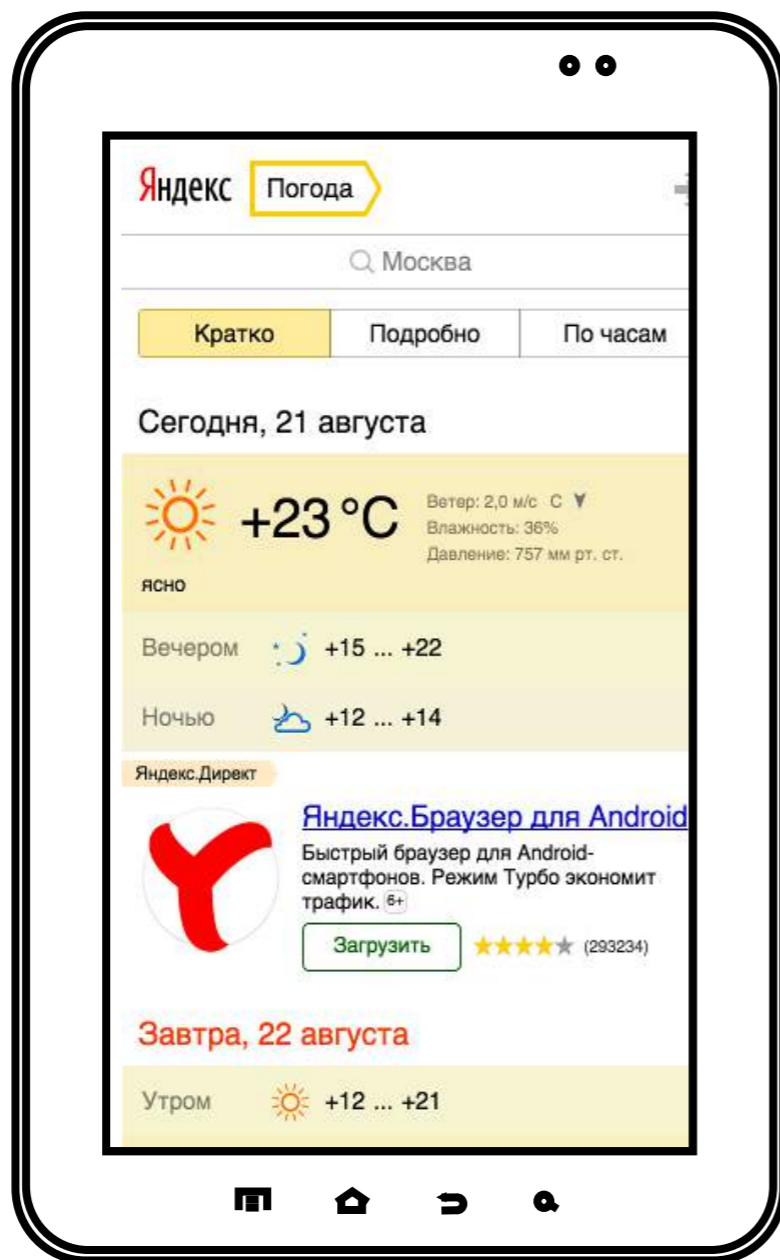 Яндекс Погода
Москва
Кратко Подробно По часам
Сегодня, 21 августа
+23 °C
Ветер: 2,0 м/с С
Влажность: 36%
Давление: 757 мм рт. ст.
ясно
Вечером +15 ... +22
Ночью +12 ... +14
Яндекс.Директ
Яндекс.Браузер для Android
Быстрый браузер для Android-
смартфонов. Режим Турбо экономит
трафик. 6+
Загрузить (293234)
Завтра, 22 августа
Утром +12 ... +21